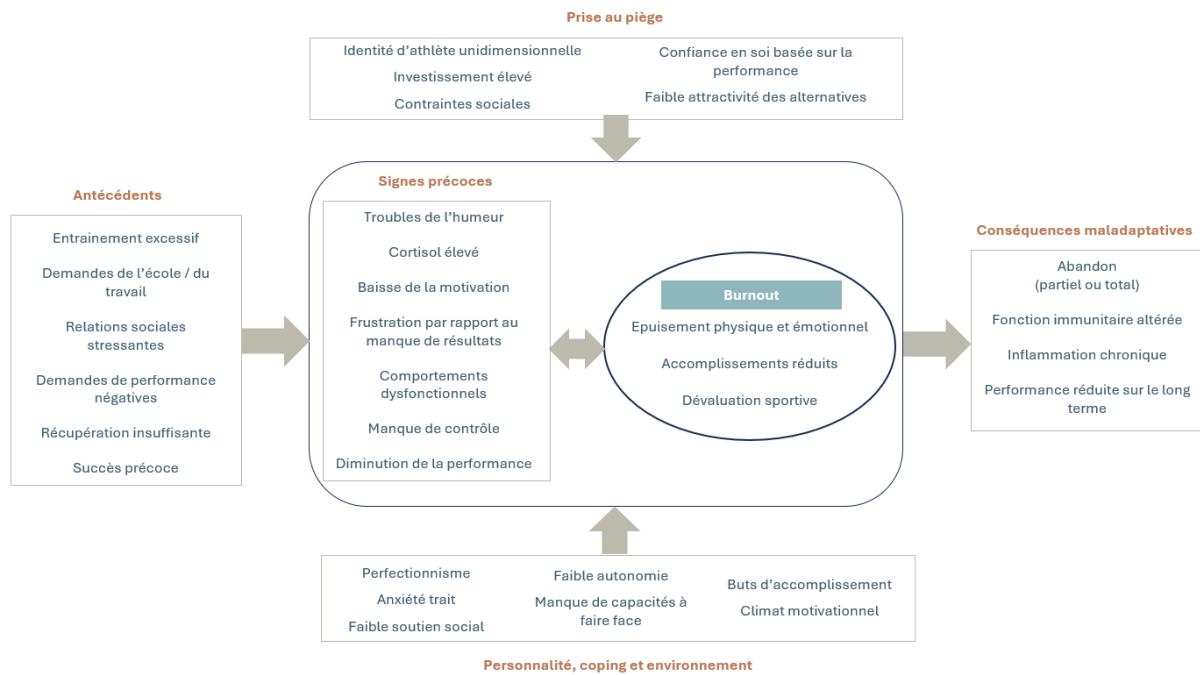 Prise au piège
Identité d'athlète unidimensionnelle
Investissement élevé
Contraintes sociales
Confiance en soi basée sur la
performance
Faible attractivité des alternatives
Antécédents
Entrainement excessif
Demandes de l'école / du
travail
Relations sociales
stressantes
Demandes de performance
négatives
Récupération insuffisante
Succès précoce
Signes précoces
Troubles de l'humeur
Cortisol élevé
Baisse de la motivation
Frustration par rapport au
manque de résultats
Comportements
dysfonctionnels
Manque de contrôle
Diminution de la performance
Burnout
Epuisement physique et émotionnel
Accomplissements réduits
Dévaluation sportive
Conséquences maladaptatives
Abandon
(partiel ou total)
Fonction immunitaire altérée
Inflammation chronique
Performance réduite sur le long
terme
Perfectionnisme
Anxiété trait
Faible soutien social
Faible autonomie
Manque de capacités à
faire face
Buts d'accomplissement
Climat motivationnel
Personnalité, coping et environnement